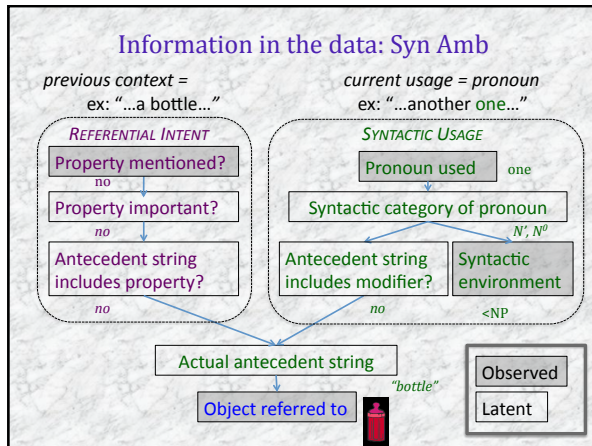 Information in the data: Syn Amb
previous context =
ex: “…a bottle…”
current usage = pronoun
ex: “…another one…”
REFERENTIAL INTENT
Property mentioned?
no
Property important?
no
Antecedent string
includes property?
no
SYNTACTIC USAGE
Pronoun used
one
Syntactic category of pronoun
N’, N⁰
Antecedent string
includes modifier?
no
Syntactic
environment
<NP
Actual antecedent string
“bottle”
Object referred to
Observed
Latent